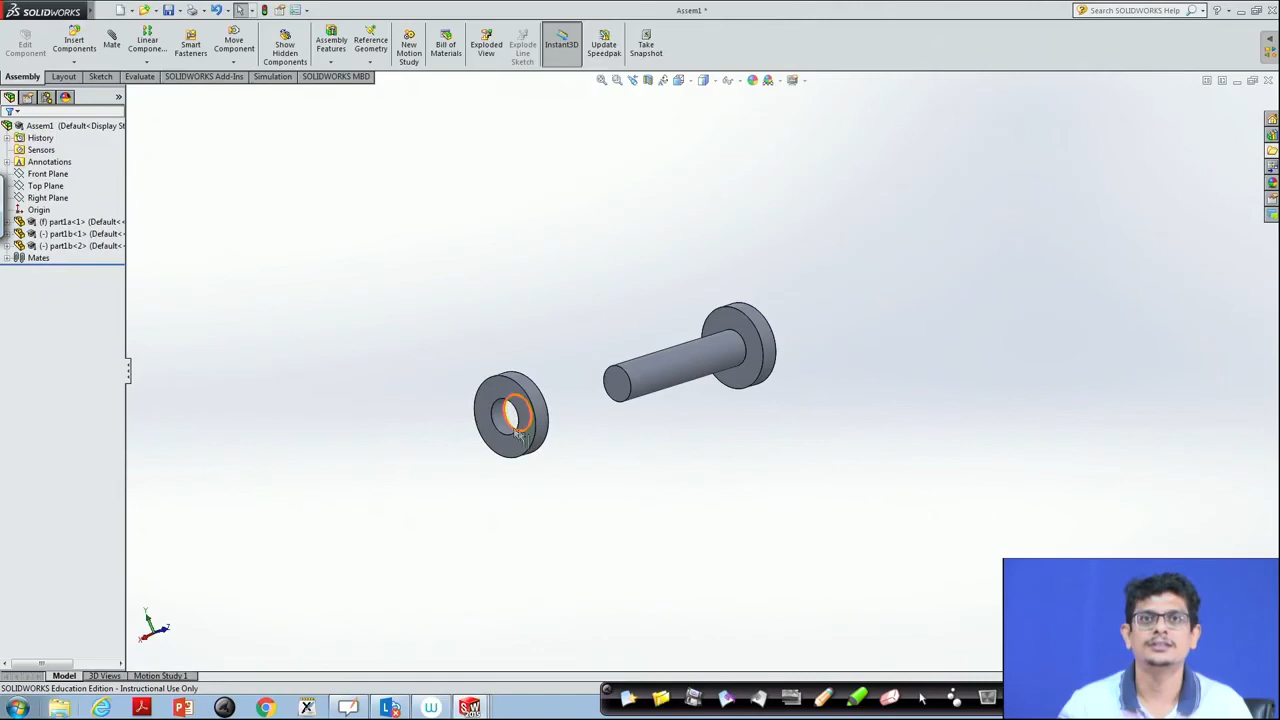 SOLIDWORKS
Assem1 *
Search SOLIDWORKS Help
Edit Component
Insert Components
Mate
Linear Compone...
Smart Fasteners
Move Component
Show Hidden Components
Assembly Features
Reference Geometry
New Motion Study
Bill of Materials
Exploded View
Explode Line Sketch
Instant3D
Update Speedpak
Take Snapshot
Assembly
Layout
Sketch
Evaluate
SOLIDWORKS Add-Ins
Simulation
SOLIDWORKS MBD
Assem1 (Default<Display St
History
Sensors
Annotations
Front Plane
Top Plane
Right Plane
Origin
(f) part1a<1> (Default<
(-) part1b<1> (Default<
(-) part1b<2> (Default<
Mates
Y
X
Z
Model
3D Views
Motion Study 1
SOLIDWORKS Education Edition - Instructional Use Only